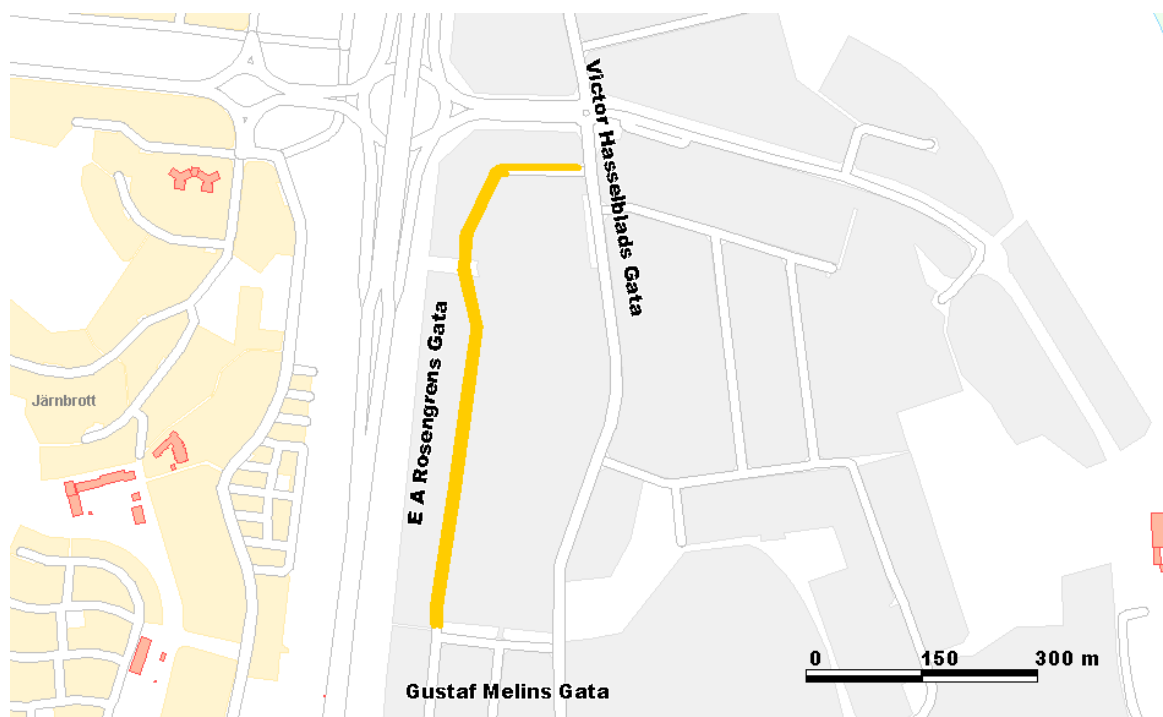 Victor Hasselblads Gata
E A Rosengrens Gata
Järnbrott
0 150 300 m
Gustaf Melins Gata